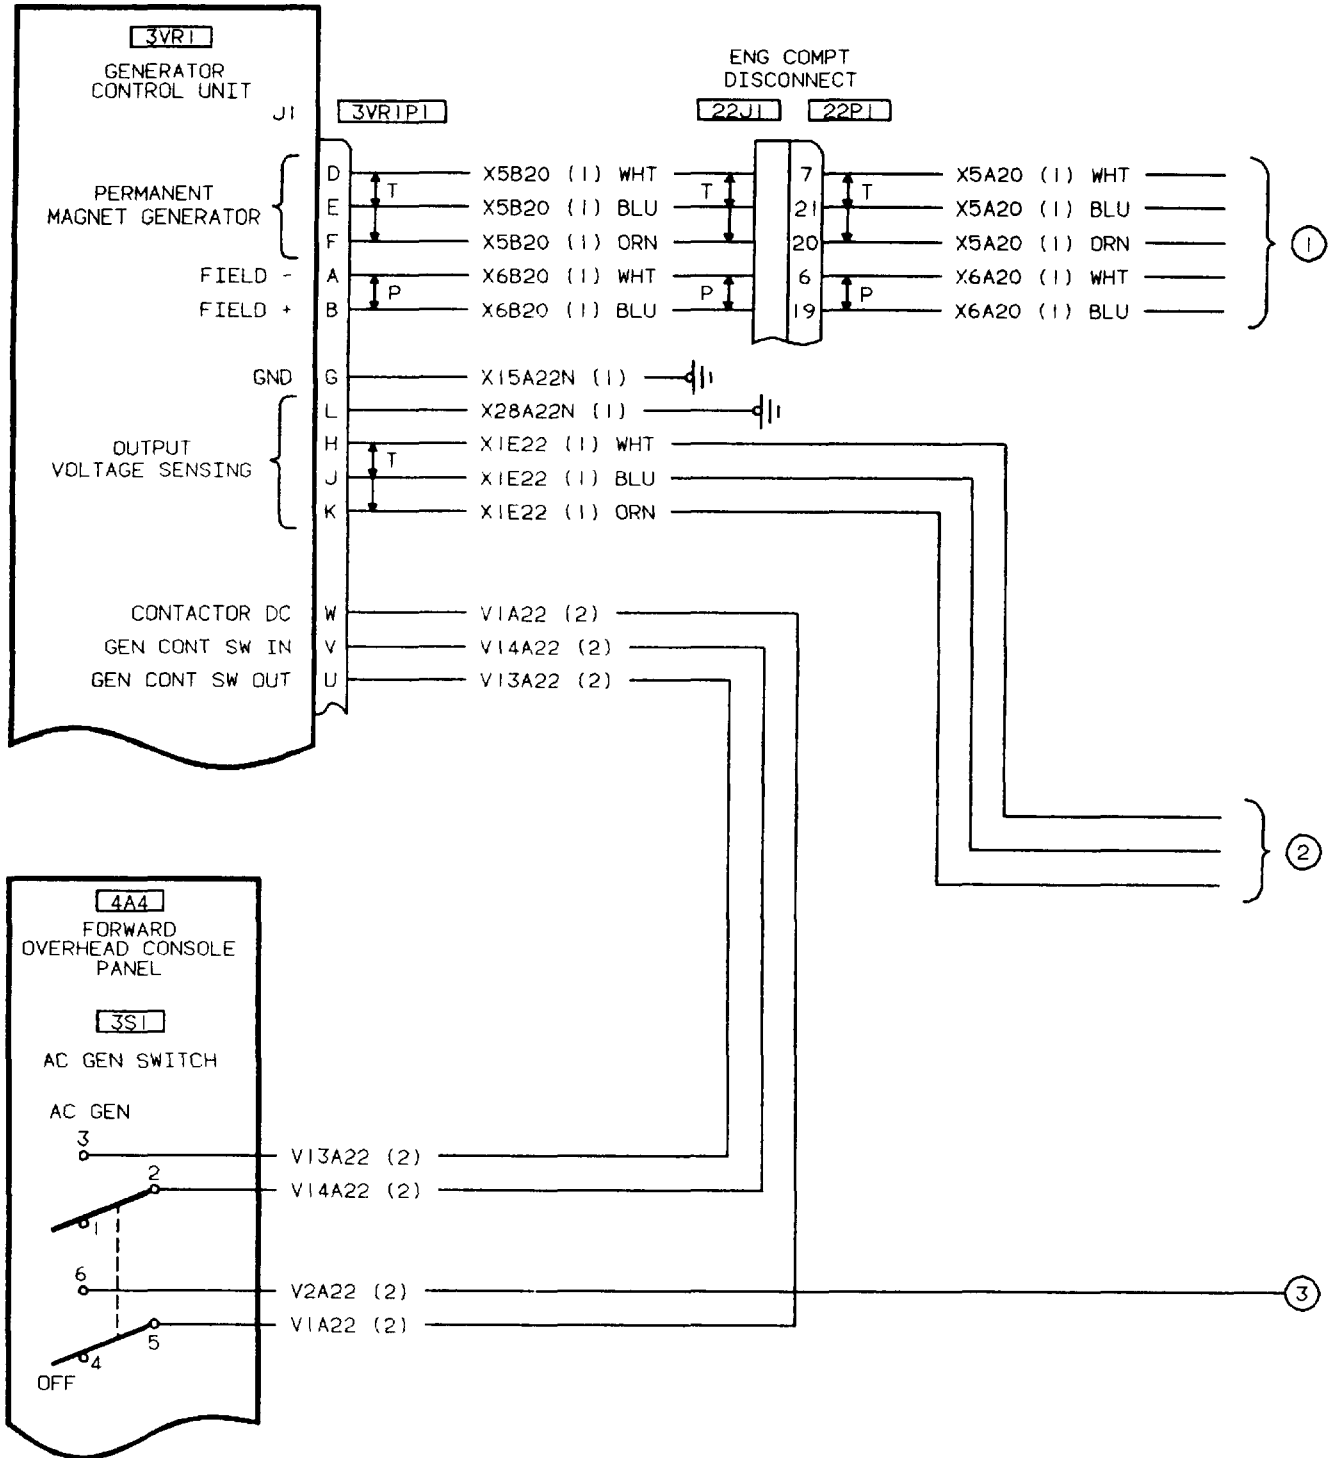 3VR1
GENERATOR
CONTROL UNIT
J1
3VR1P1
ENG COMPT
DISCONNECT
22J1
22P1
PERMANENT
MAGNET GENERATOR
D
T
X5B20 (1) WHT
T
7
T
X5A20 (1) WHT
E
X5B20 (1) BLU
21
X5A20 (1) BLU
F
X5B20 (1) ORN
20
X5A20 (1) ORN
1
FIELD -
A
P
X6B20 (1) WHT
P
6
P
X6A20 (1) WHT
FIELD +
B
X6B20 (1) BLU
19
X6A20 (1) BLU
GND
G
X15A22N (1)
L
X28A22N (1)
OUTPUT
VOLTAGE SENSING
H
T
X1E22 (1) WHT
J
X1E22 (1) BLU
K
X1E22 (1) ORN
CONTACTOR DC
W
V1A22 (2)
GEN CONT SW IN
V
V14A22 (2)
GEN CONT SW OUT
U
V13A22 (2)
2
4A4
FORWARD
OVERHEAD CONSOLE
PANEL
3S1
AC GEN SWITCH
AC GEN
3
V13A22 (2)
2
V14A22 (2)
1
6
V2A22 (2)
3
V1A22 (2)
5
4
OFF